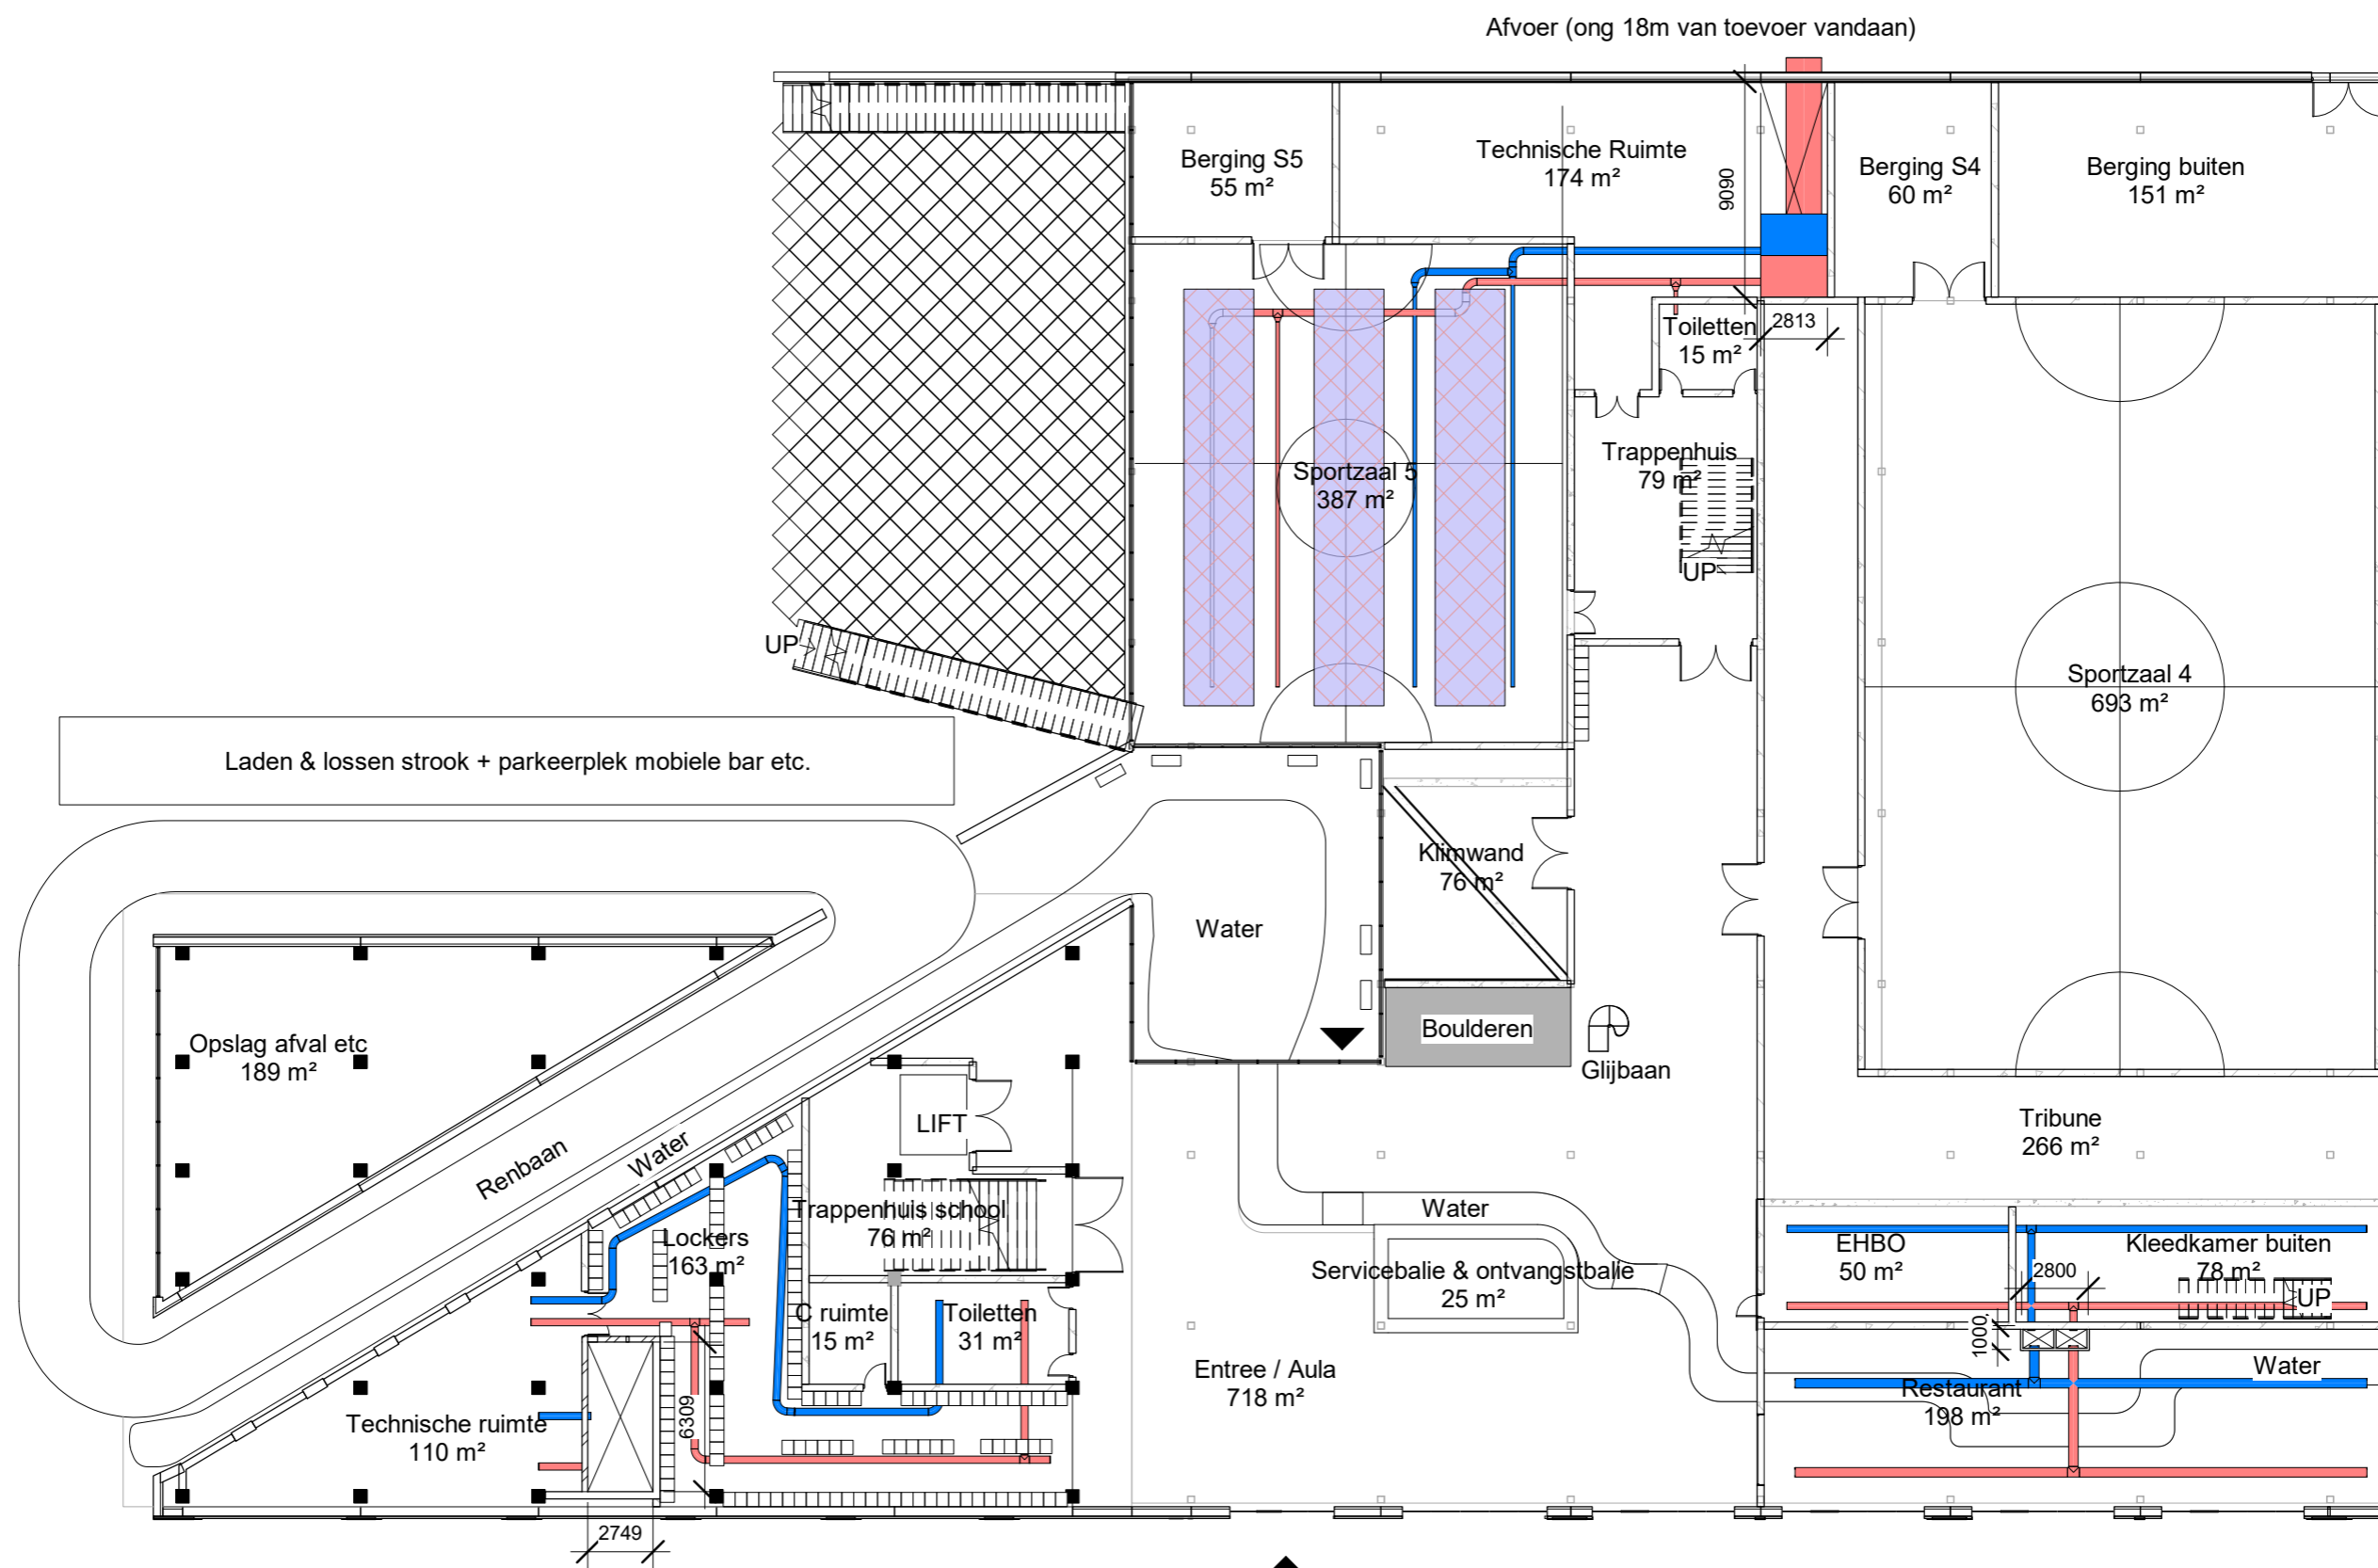 Afvoer (ong 18m van toevoer vandaan)
Berging S5
55 m²
Technische Ruimte
174 m²
9090
Berging S4
60 m²
Berging buiten
151 m²
Toiletten
15 m²
2813
Trappenhuis
79 m²
UP
Sportzaal 5
387 m²
UP
Sportzaal 4
693 m²
Laden & lossen strook + parkeerplek mobiele bar etc.
Klimwand
76 m²
Water
Boulderen
Glijbaan
Opslag afval etc
189 m²
LIFT
Renbaan
Water
Tribune
266 m²
Trappenhuis school
76 m²
Water
Lockers
163 m²
Servicebalie & ontvangstbalie
25 m²
EHBO
50 m²
2800
Kleedkamer buiten
78 m²
UP
1000
C ruimte
15 m²
Toiletten
31 m²
Entree / Aula
718 m²
Water
Restaurant
198 m²
Technische ruimte
110 m²
6309
2749